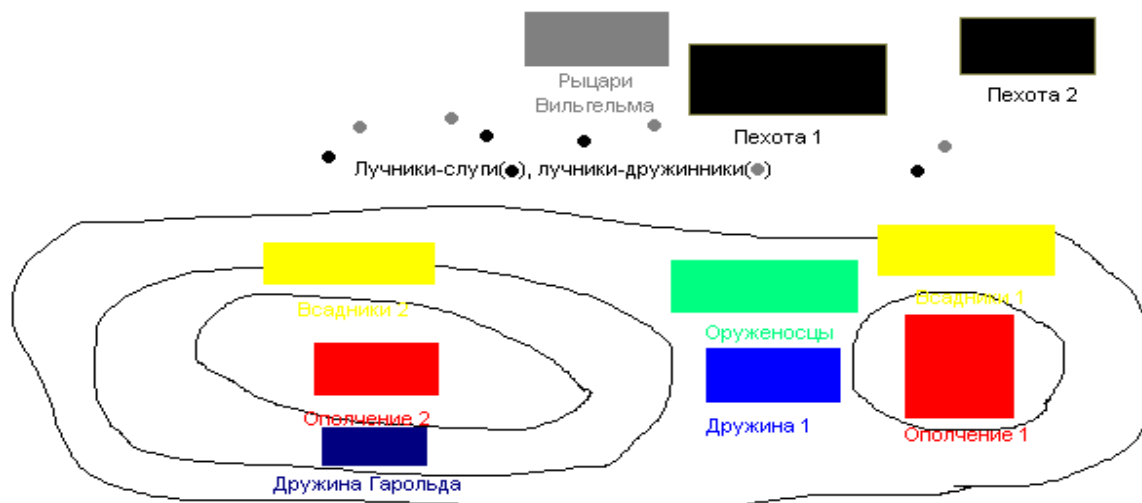 Рыцари
Вильгельма
Пехота 1
Пехота 2
Лучники-слуги(●), лучники-дружинники(●)
Всадники 2
Всадники 1
Оруженосцы
Ополчение 2
Дружина 1
Ополчение 1
Дружина Гарольда